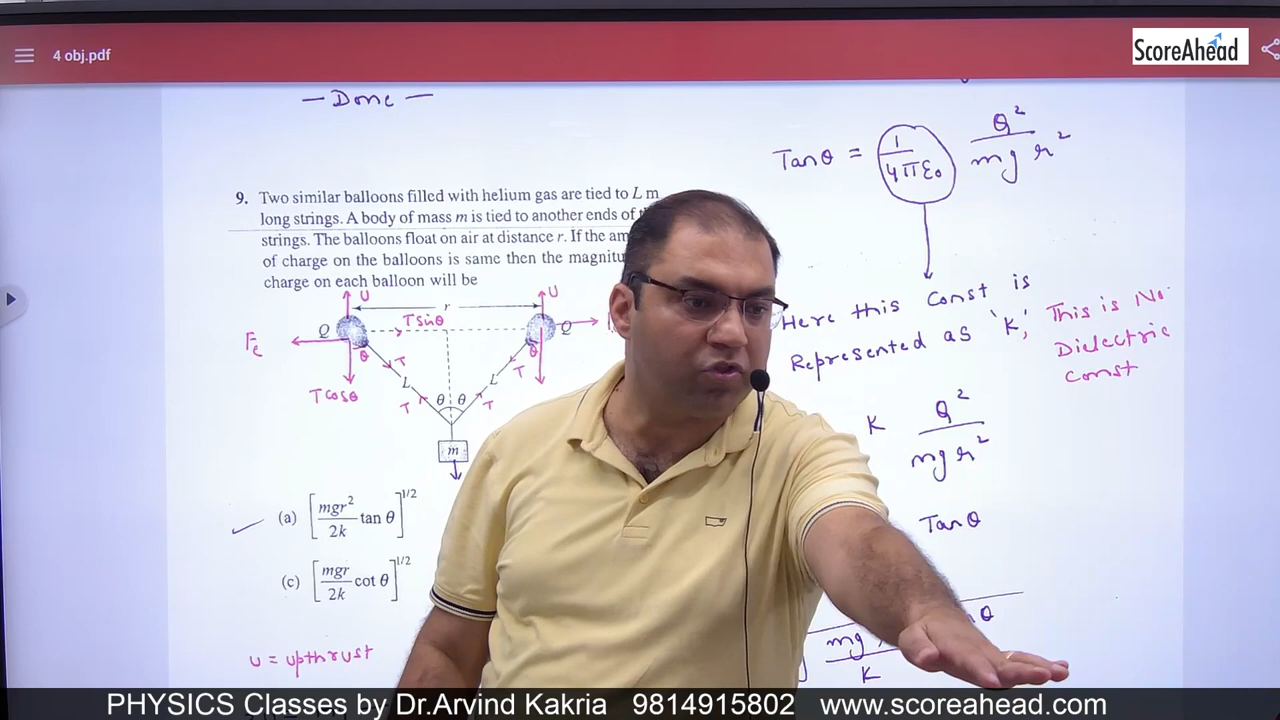 4 obj.pdf
ScoreAhead
— Done —
Tanθ = 1/4πε₀ Q²/mg r²
9. Two similar balloons filled with helium gas are tied to L m
long strings. A body of mass m is tied to another ends of
strings. The balloons float on air at distance r. If the
of charge on the balloons is same then the
charge on each balloon will be
U r U
Q T sinθ Q
Fe θ T T θ
L L
T cosθ T θ θ T
m
Here this Const is
Represented as 'K',
This is No
Dielectric
Const
K Q²/mg r²
Tanθ
(a) [mgr²/2k tan θ]^1/2
(c) [mgr/2k cot θ]^1/2
θ
mg
K
U = upthrust
PHYSICS Classes by Dr.Arvind Kakria 9814915802 www.scoreahead.com